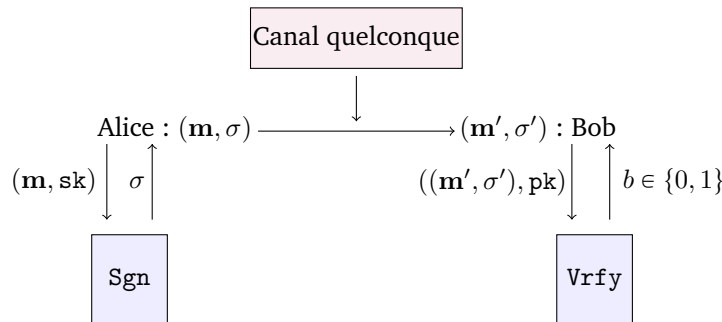 Canal quelconque
Alice : (m, σ) (m′, σ′) : Bob
(m, sk) σ ((m′, σ′), pk) b ∈ {0, 1}
Sgn Vrfy